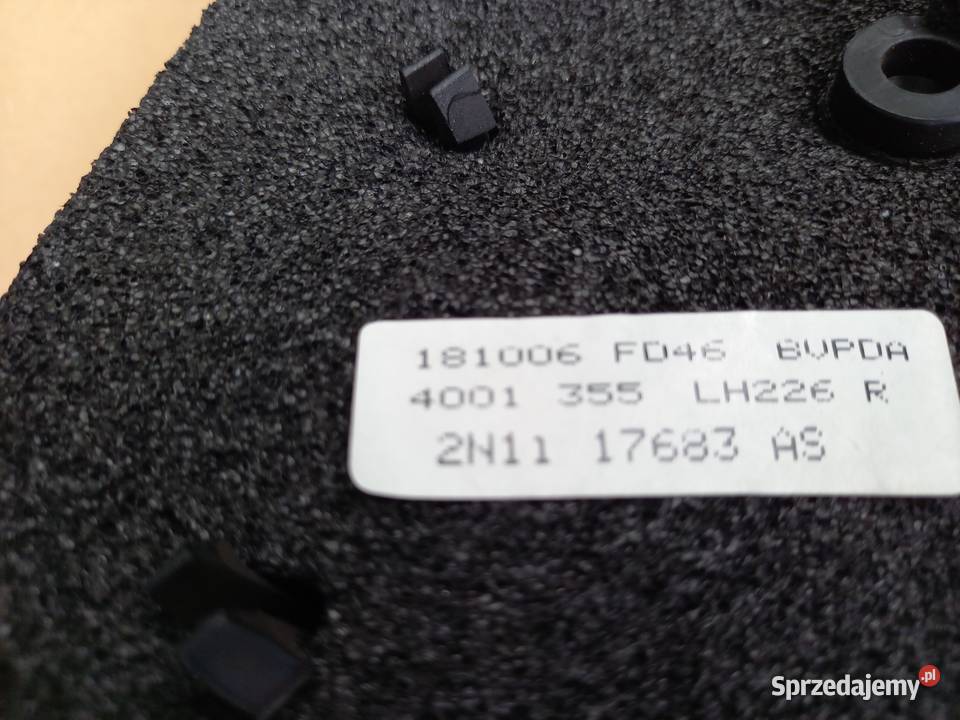 181006 FD46 BVPDA
4001 355 LH226 R
2N11 17683 AS
Sprzedajemy.pl